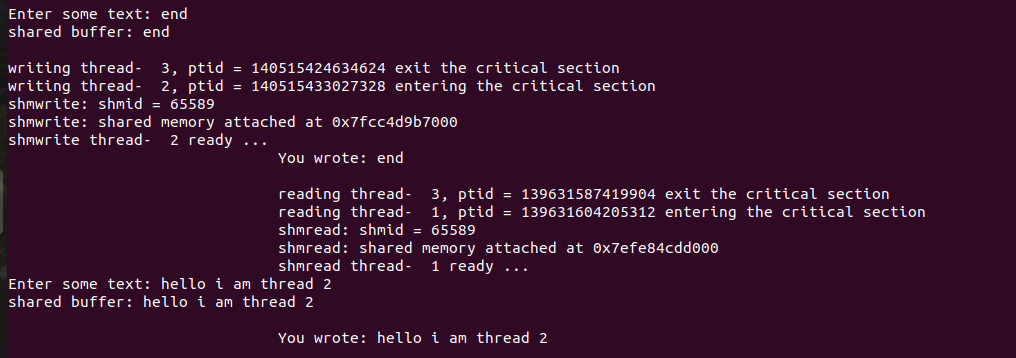 Enter some text: end
shared buffer: end
writing thread-  3, ptid = 140515424634624 exit the critical section
writing thread-  2, ptid = 140515433027328 entering the critical section
shmwrite: shmid = 65589
shmwrite: shared memory attached at 0x7fcc4d9b7000
shmwrite thread-  2 ready ...
You wrote: end
reading thread-  3, ptid = 139631587419904 exit the critical section
reading thread-  1, ptid = 139631604205312 entering the critical section
shmread: shmid = 65589
shmread: shared memory attached at 0x7efe84cdd000
shmread thread-  1 ready ...
Enter some text: hello i am thread 2
shared buffer: hello i am thread 2
You wrote: hello i am thread 2